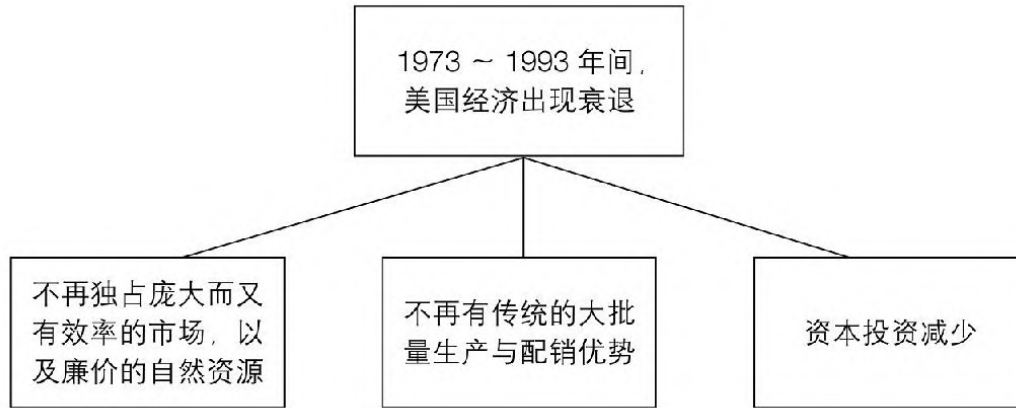 1973 ~ 1993 年间，
美国经济出现衰退
不再独占庞大而又
有效率的市场，以
及廉价的自然资源
不再有传统的大批
量生产与配销优势
资本投资减少